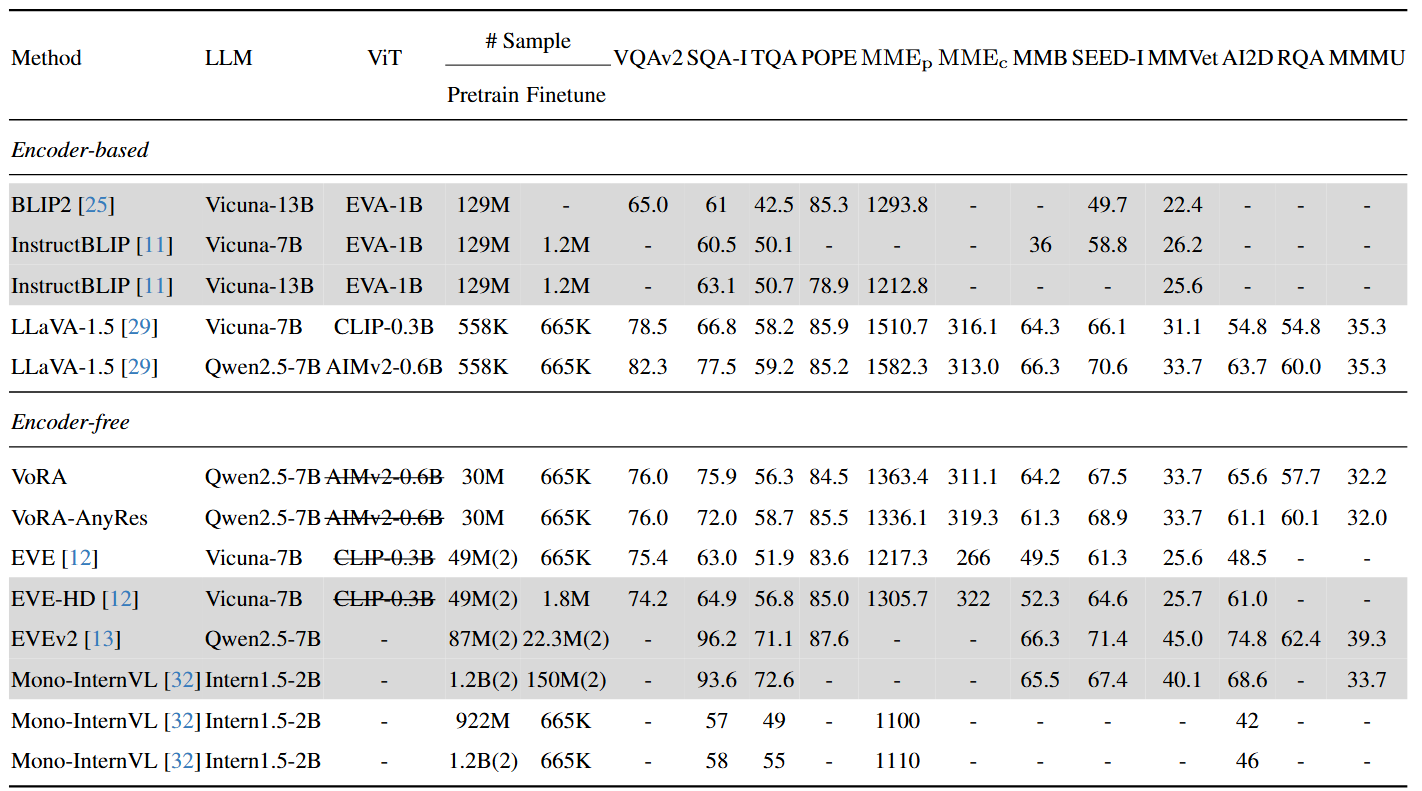 Method LLM ViT # Sample VQAv2 SQA-I TQA POPE MMEp MMEc MMB SEED-I MMVet AI2D RQA MMMU
Pretrain Finetune
Encoder-based
BLIP2 [25] Vicuna-13B EVA-1B 129M - 65.0 61 42.5 85.3 1293.8 - - 49.7 22.4 - - -
InstructBLIP [11] Vicuna-7B EVA-1B 129M 1.2M - 60.5 50.1 - - - 36 58.8 26.2 - - -
InstructBLIP [11] Vicuna-13B EVA-1B 129M 1.2M - 63.1 50.7 78.9 1212.8 - - - 25.6 - - -
LLaVA-1.5 [29] Vicuna-7B CLIP-0.3B 558K 665K 78.5 66.8 58.2 85.9 1510.7 316.1 64.3 66.1 31.1 54.8 54.8 35.3
LLaVA-1.5 [29] Qwen2.5-7B AIMv2-0.6B 558K 665K 82.3 77.5 59.2 85.2 1582.3 313.0 66.3 70.6 33.7 63.7 60.0 35.3
Encoder-free
VoRA Qwen2.5-7B AIMv2-0.6B 30M 665K 76.0 75.9 56.3 84.5 1363.4 311.1 64.2 67.5 33.7 65.6 57.7 32.2
VoRA-AnyRes Qwen2.5-7B AIMv2-0.6B 30M 665K 76.0 72.0 58.7 85.5 1336.1 319.3 61.3 68.9 33.7 61.1 60.1 32.0
EVE [12] Vicuna-7B CLIP-0.3B 49M(2) 665K 75.4 63.0 51.9 83.6 1217.3 266 49.5 61.3 25.6 48.5 - -
EVE-HD [12] Vicuna-7B CLIP-0.3B 49M(2) 1.8M 74.2 64.9 56.8 85.0 1305.7 322 52.3 64.6 25.7 61.0 - -
EVEv2 [13] Qwen2.5-7B - 87M(2) 22.3M(2) - 96.2 71.1 87.6 - - 66.3 71.4 45.0 74.8 62.4 39.3
Mono-InternVL [32] Intern1.5-2B - 1.2B(2) 150M(2) - 93.6 72.6 - - - 65.5 67.4 40.1 68.6 - 33.7
Mono-InternVL [32] Intern1.5-2B - 922M 665K - 57 49 - 1100 - - - - 42 - -
Mono-InternVL [32] Intern1.5-2B - 1.2B(2) 665K - 58 55 - 1110 - - - - 46 - -